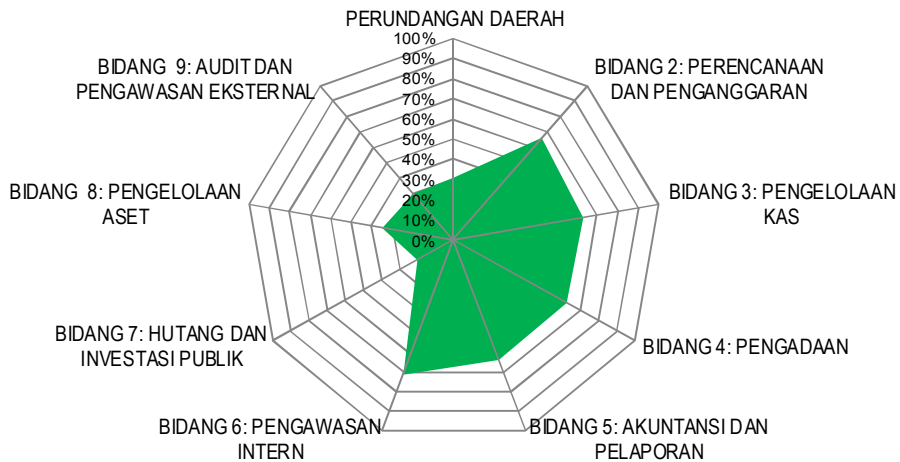 PERUNDANGAN DAERAH
100%
90%
80%
70%
60%
50%
40%
30%
20%
10%
0%
BIDANG 2: PERENCANAAN
DAN PENGANGGARAN
BIDANG 3: PENGELOLAAN
KAS
BIDANG 4: PENGADAAN
BIDANG 5: AKUNTANSI DAN
PELAPORAN
BIDANG 6: PENGAWASAN
INTERN
BIDANG 7: HUTANG DAN
INVESTASI PUBLIK
BIDANG 8: PENGELOLAAN
ASET
BIDANG 9: AUDIT DAN
PENGAWASAN EKSTERNAL